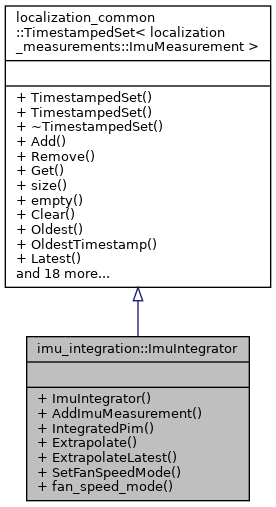 localization_common
::TimestampedSet< localization
_measurements::ImuMeasurement >
+ TimestampedSet()
+ TimestampedSet()
+ ~TimestampedSet()
+ Add()
+ Remove()
+ Get()
+ size()
+ empty()
+ Clear()
+ Oldest()
+ OldestTimestamp()
+ Latest()
and 18 more...
imu_integration::ImuIntegrator
+ ImuIntegrator()
+ AddImuMeasurement()
+ IntegratedPim()
+ Extrapolate()
+ ExtrapolateLatest()
+ SetFanSpeedMode()
+ fan_speed_mode()